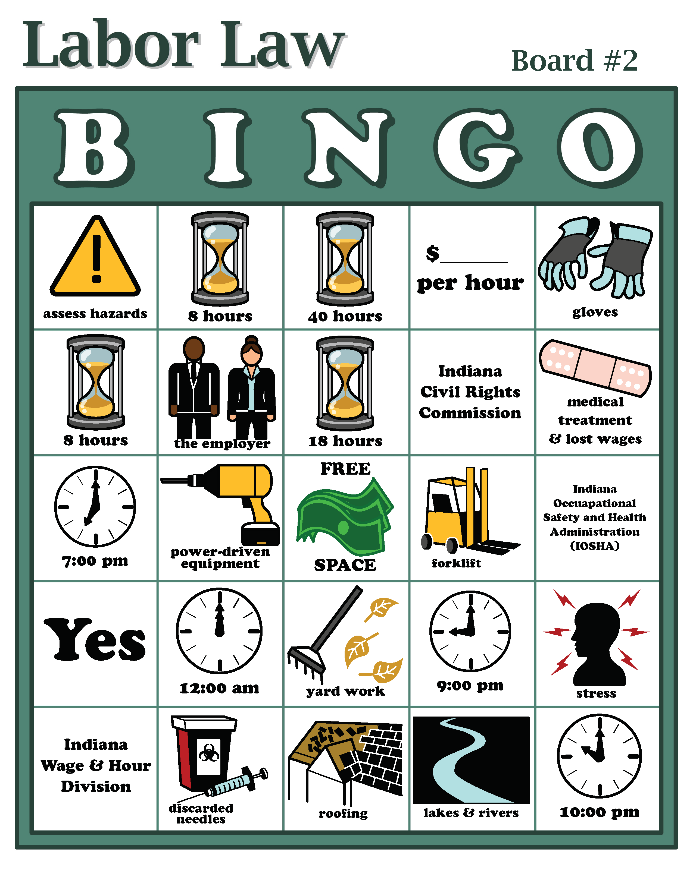 Labor Law
Board #2
B I N G O
assess hazards
8 hours
40 hours
$______
per hour
gloves
8 hours
the employer
18 hours
Indiana
Civil Rights
Commission
medical
treatment
& lost wages
7:00 pm
power-driven
equipment
FREE
SPACE
forklift
Indiana
Occuapational
Safety and Health
Administration
(IOSHA)
Yes
12:00 am
yard work
9:00 pm
stress
Indiana
Wage & Hour
Division
discarded
needles
roofing
lakes & rivers
10:00 pm